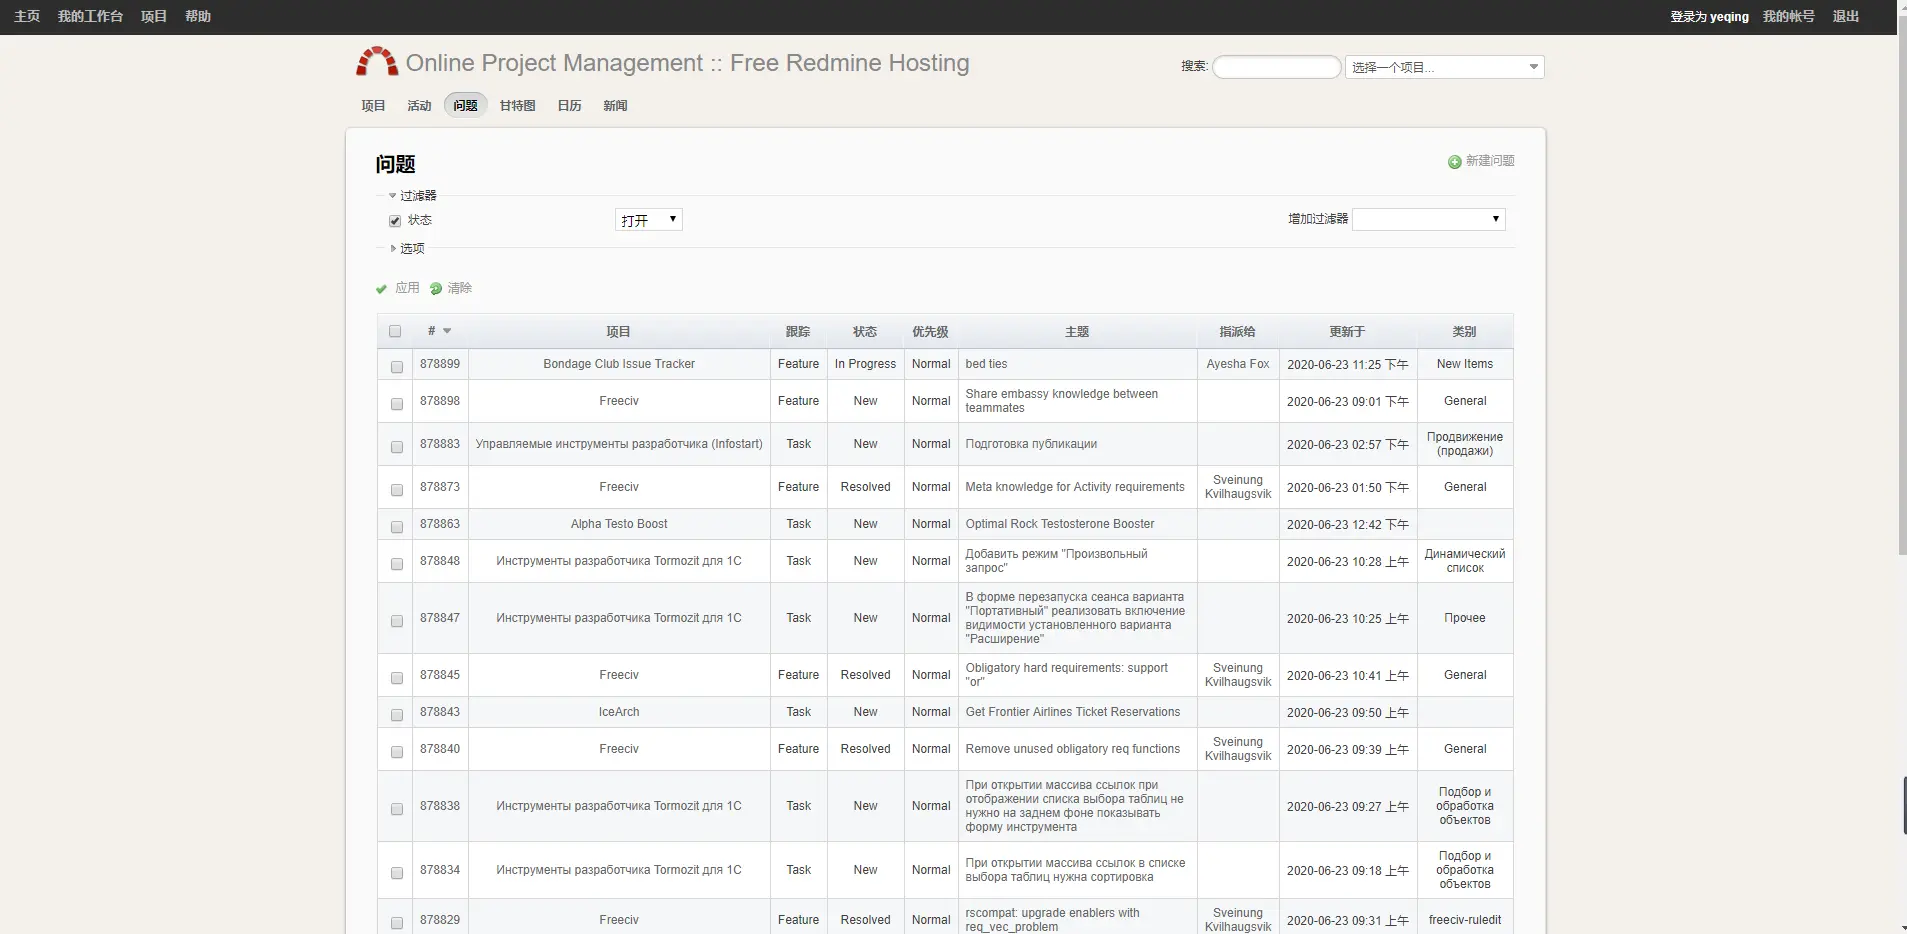 主页 我的工作台 项目 帮助 登录为 yeqing 我的帐号 退出
Online Project Management :: Free Redmine Hosting 搜索: 选择一个项目...
项目 活动 问题 甘特图 日历 新闻
问题 新建问题
过滤器
状态 打开 增加过滤器
选项
应用 清除
# 项目 跟踪 状态 优先级 主题 指派给 更新于 类别
878899 Bondage Club Issue Tracker Feature In Progress Normal bed ties Ayesha Fox 2020-06-23 11:25 下午 New Items
878898 Freeciv Feature New Normal Share embassy knowledge between
teammates 2020-06-23 09:01 下午 General
878883 Управляемые инструменты разработчика (Infostart) Task New Normal Подготовка публикации 2020-06-23 02:57 下午 Продвижение
(продажи)
878873 Freeciv Feature Resolved Normal Meta knowledge for Activity requirements Sveinung
Kvilhaugsvik 2020-06-23 01:50 下午 General
878863 Alpha Testo Boost Task New Normal Optimal Rock Testosterone Booster 2020-06-23 12:42 下午
878848 Инструменты разработчика Tormozit для 1С Task New Normal Добавить режим "Произвольный
запрос" 2020-06-23 10:28 上午 Динамический
список
878847 Инструменты разработчика Tormozit для 1С Task New Normal В форме перезапуска сеанса варианта
"Портативный" реализовать включение
видимости установленного варианта
"Расширение" 2020-06-23 10:25 上午 Прочее
878845 Freeciv Feature Resolved Normal Obligatory hard requirements: support
"or" Sveinung
Kvilhaugsvik 2020-06-23 10:41 上午 General
878843 IceArch Task New Normal Get Frontier Airlines Ticket Reservations 2020-06-23 09:50 上午
878840 Freeciv Feature Resolved Normal Remove unused obligatory req functions Sveinung
Kvilhaugsvik 2020-06-23 09:39 上午 General
878838 Инструменты разработчика Tormozit для 1С Task New Normal При открытии массива ссылок при
отображении списка выбора таблиц не
нужно на заднем фоне показывать
форму инструмента 2020-06-23 09:27 上午 Подбор и
обработка
объектов
878834 Инструменты разработчика Tormozit для 1С Task New Normal При открытии массива ссылок в списке
выбора таблиц нужна сортировка 2020-06-23 09:18 上午 Подбор и
обработка
объектов
878829 Freeciv Feature Resolved Normal rscompat: upgrade enablers with
req_vec_problem Sveinung
Kvilhaugsvik 2020-06-23 09:31 上午 freeciv-ruledit